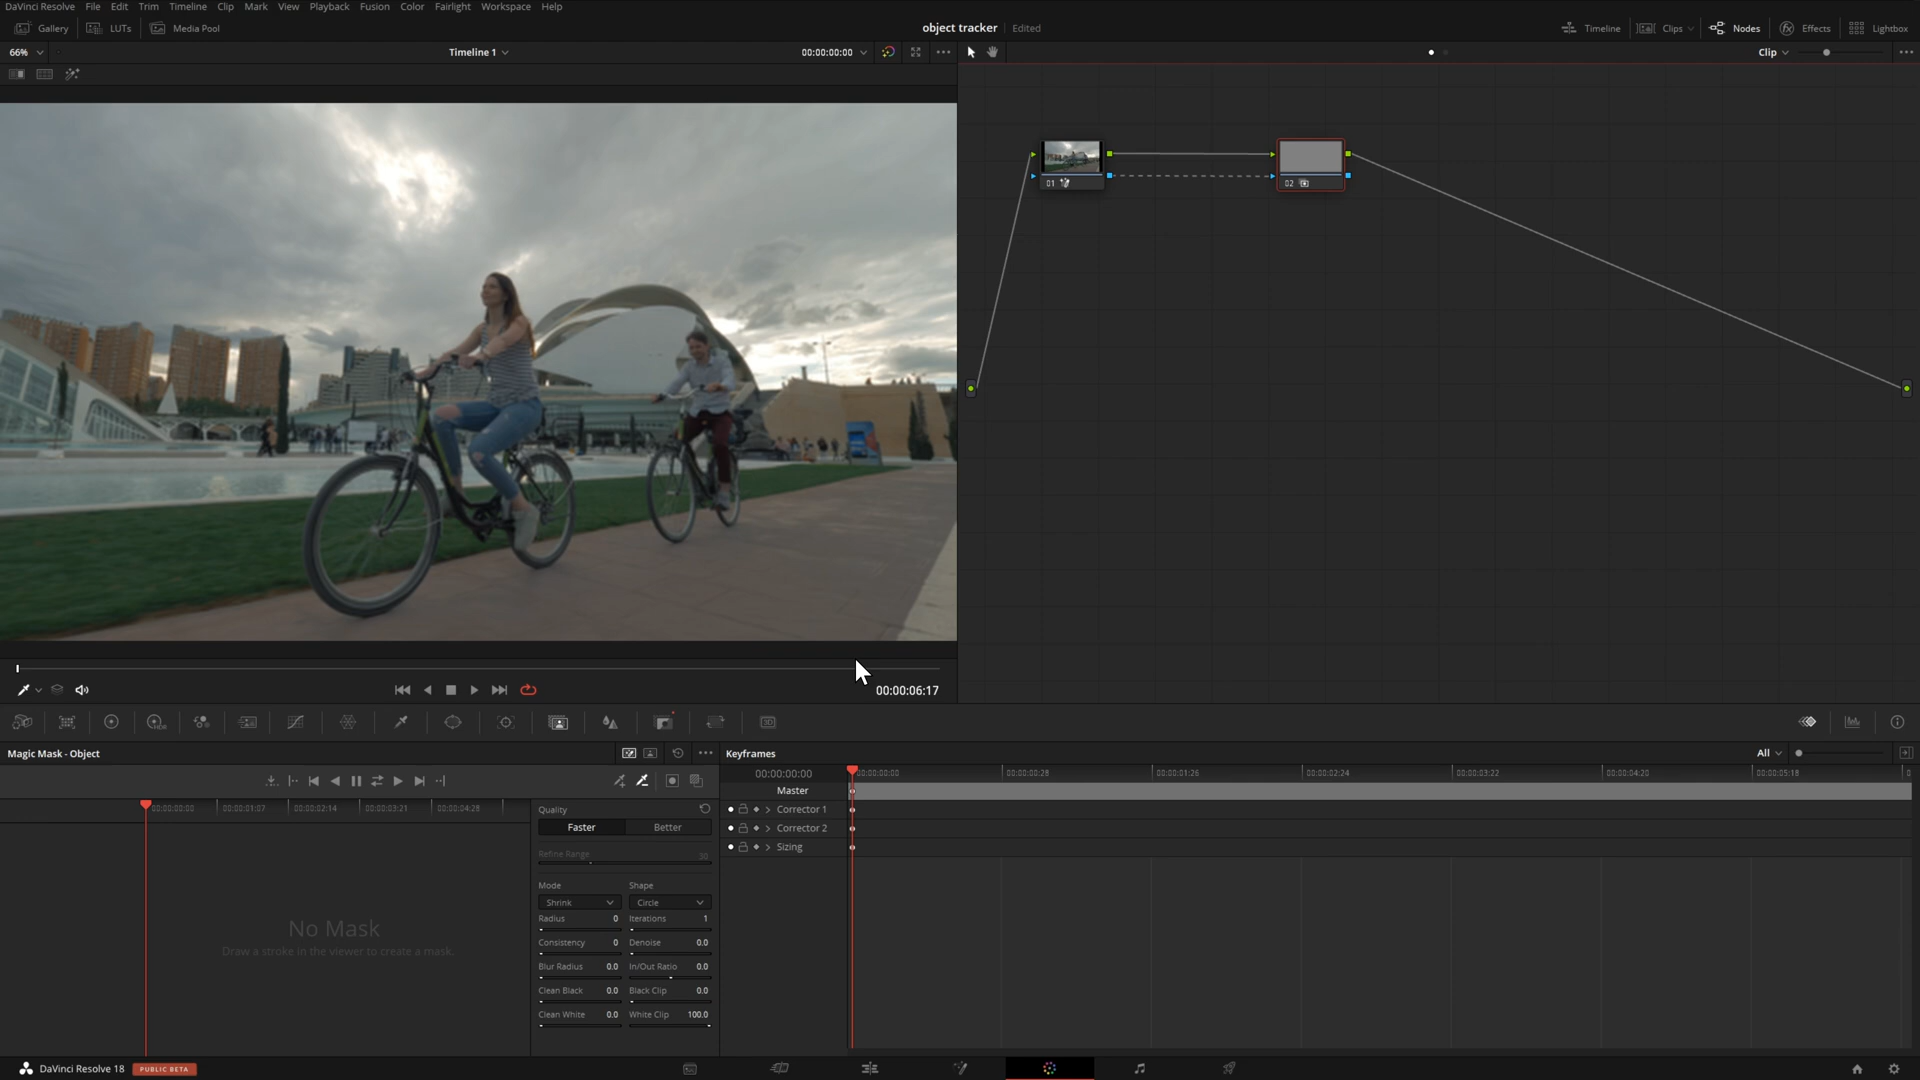 DaVinci Resolve File Edit Trim Timeline Clip Mark View Playback Fusion Color Fairlight Workspace Help
Gallery LUTs Media Pool object tracker Edited Timeline Clips Nodes Effects Lightbox
66% Timeline 1 00:00:00:00 Clip
01 02
00:00:06:17
Magic Mask - Object Keyframes All
00:00:00:00 00:00:00:00 00:00:00:28 00:00:01:26 00:00:02:24 00:00:03:22 00:00:04:20 00:00:05:18
Master
00:00:00:00 00:00:01:07 00:00:02:14 00:00:03:21 00:00:04:28
Quality
Corrector 1
Faster Better
Corrector 2
Sizing
Refine Range 30
Mode Shape
Shrink Circle
Radius 0 Iterations 1
No Mask
Draw a stroke in the viewer to create a mask.
Consistency 0 Denoise 0.0
Blur Radius 0.0 In/Out Ratio 0.0
Clean Black 0.0 Black Clip 0.0
Clean White 0.0 White Clip 100.0
DaVinci Resolve 18 PUBLIC BETA